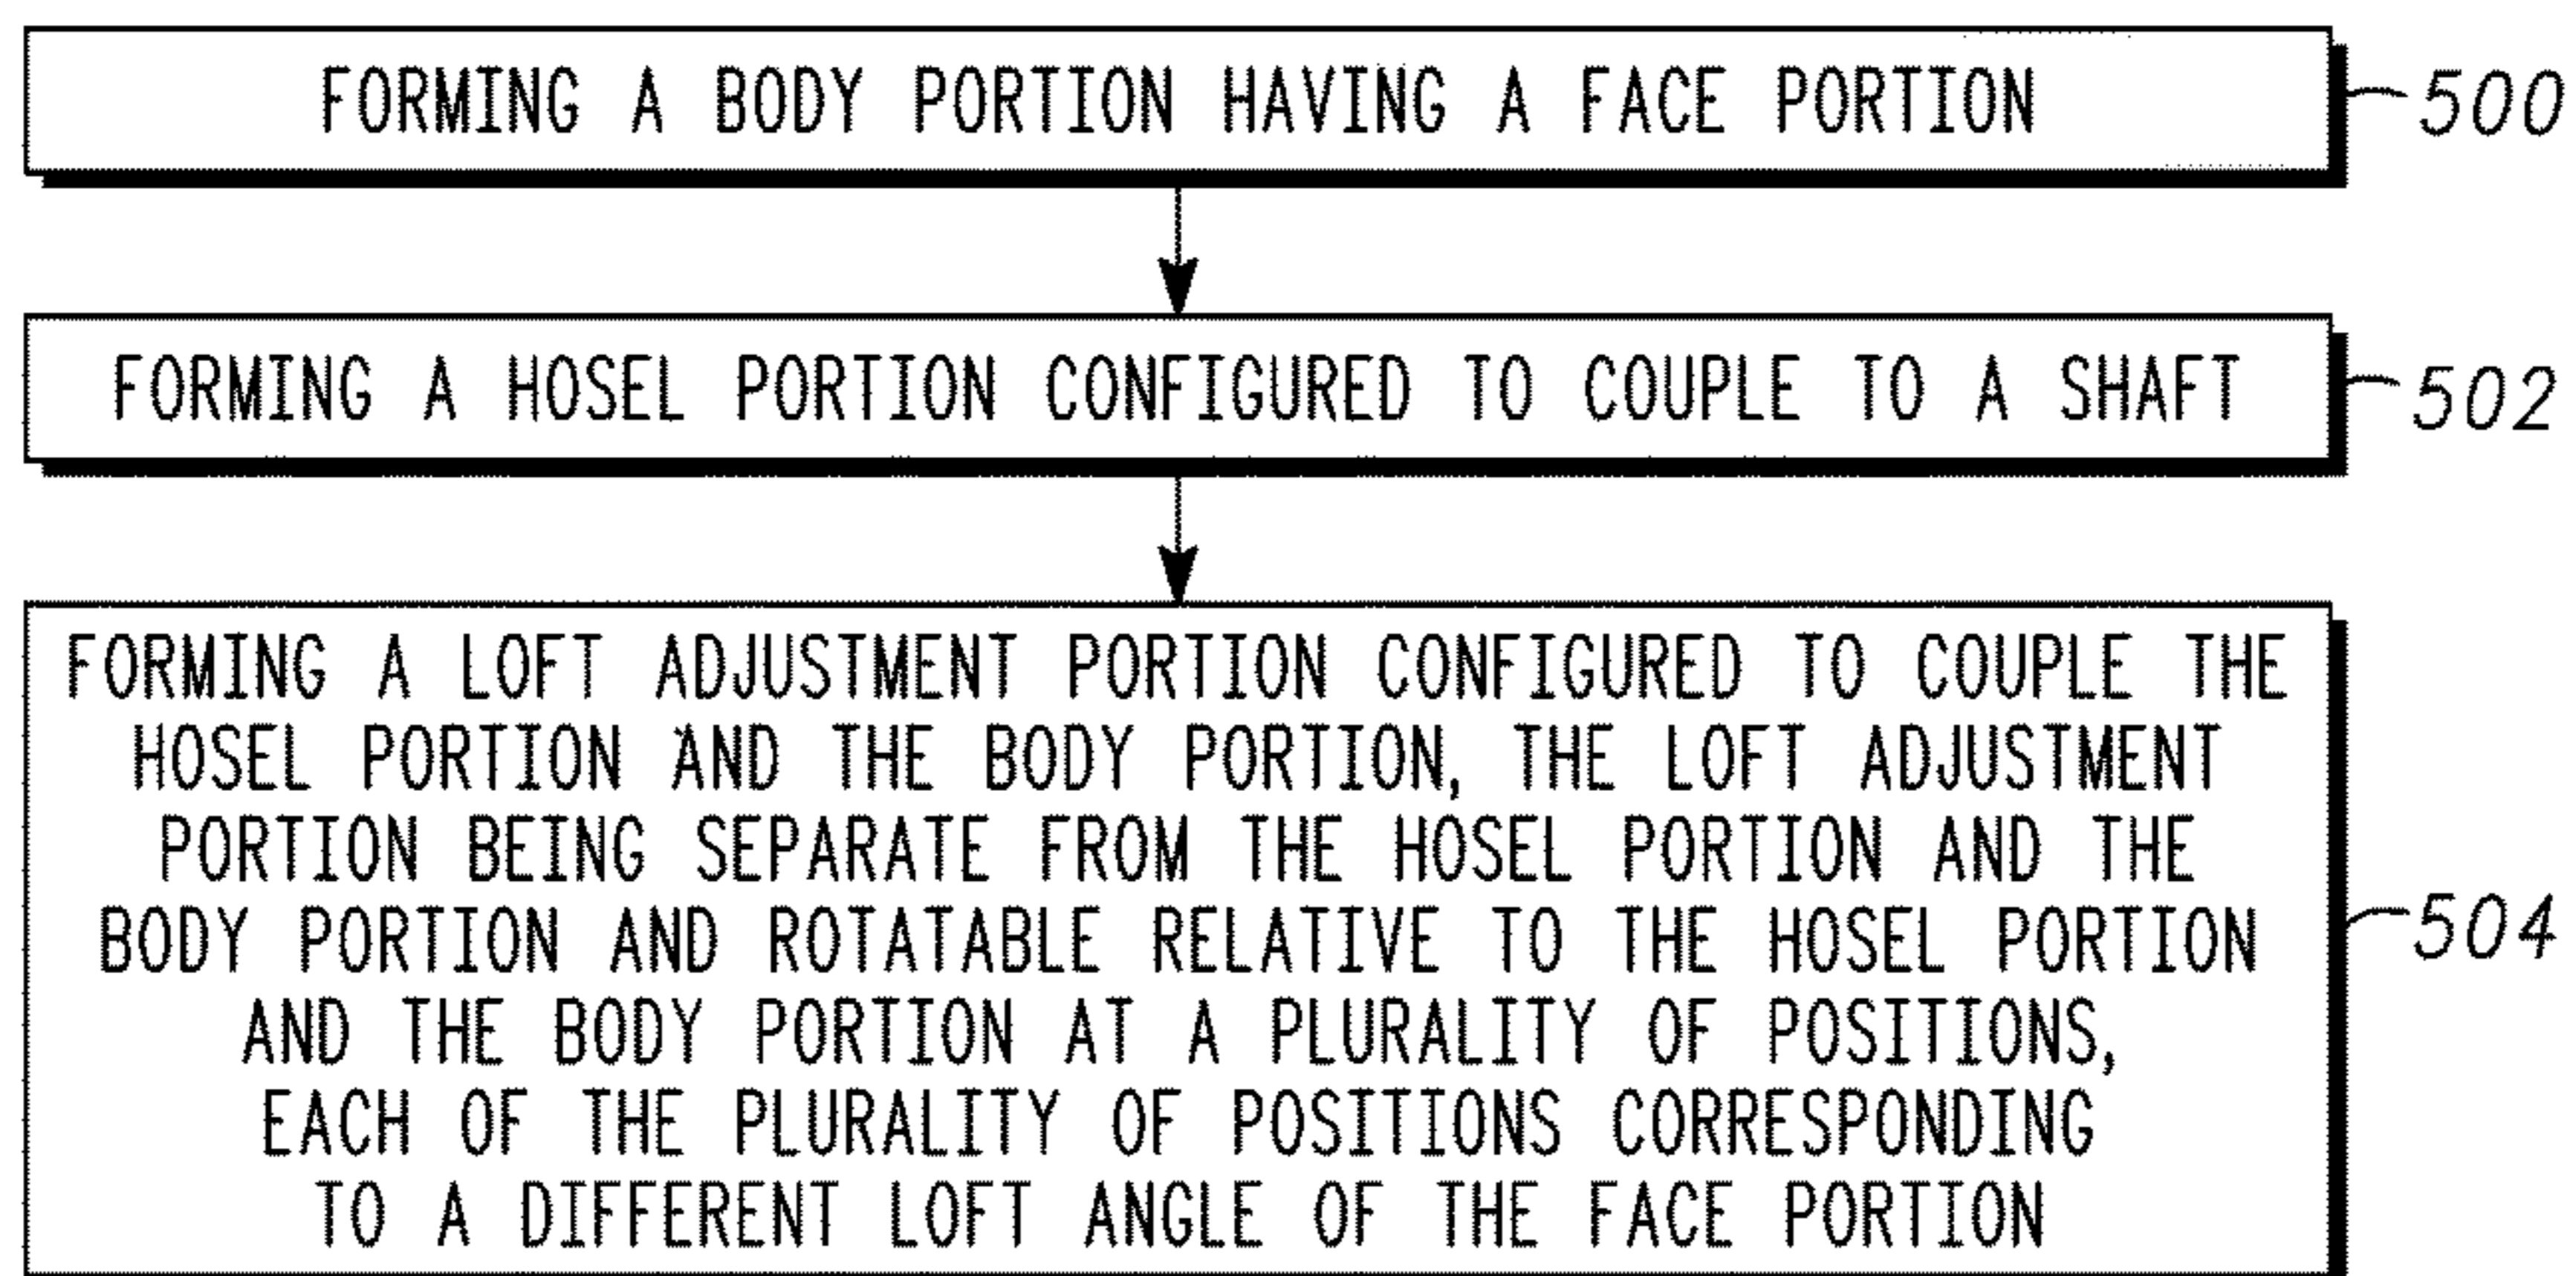 FORMING A BODY PORTION HAVING A FACE PORTION
500
FORMING A HOSEL PORTION CONFIGURED TO COUPLE TO A SHAFT
502
FORMING A LOFT ADJUSTMENT PORTION CONFIGURED TO COUPLE THE
HOSEL PORTION AND THE BODY PORTION, THE LOFT ADJUSTMENT
PORTION BEING SEPARATE FROM THE HOSEL PORTION AND THE
BODY PORTION AND ROTATABLE RELATIVE TO THE HOSEL PORTION
AND THE BODY PORTION AT A PLURALITY OF POSITIONS,
EACH OF THE PLURALITY OF POSITIONS CORRESPONDING
TO A DIFFERENT LOFT ANGLE OF THE FACE PORTION
504